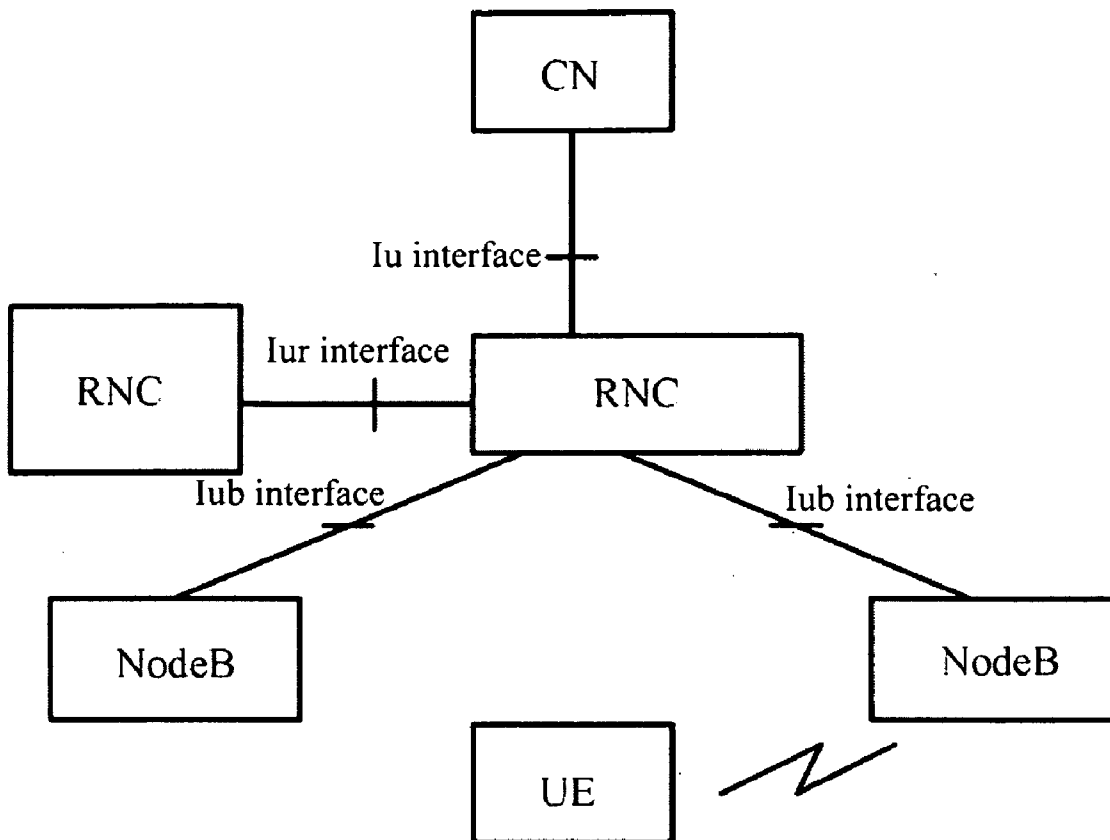 CN
Iu interface
Iur interface
RNC
RNC
Iub interface
Iub interface
NodeB
NodeB
UE